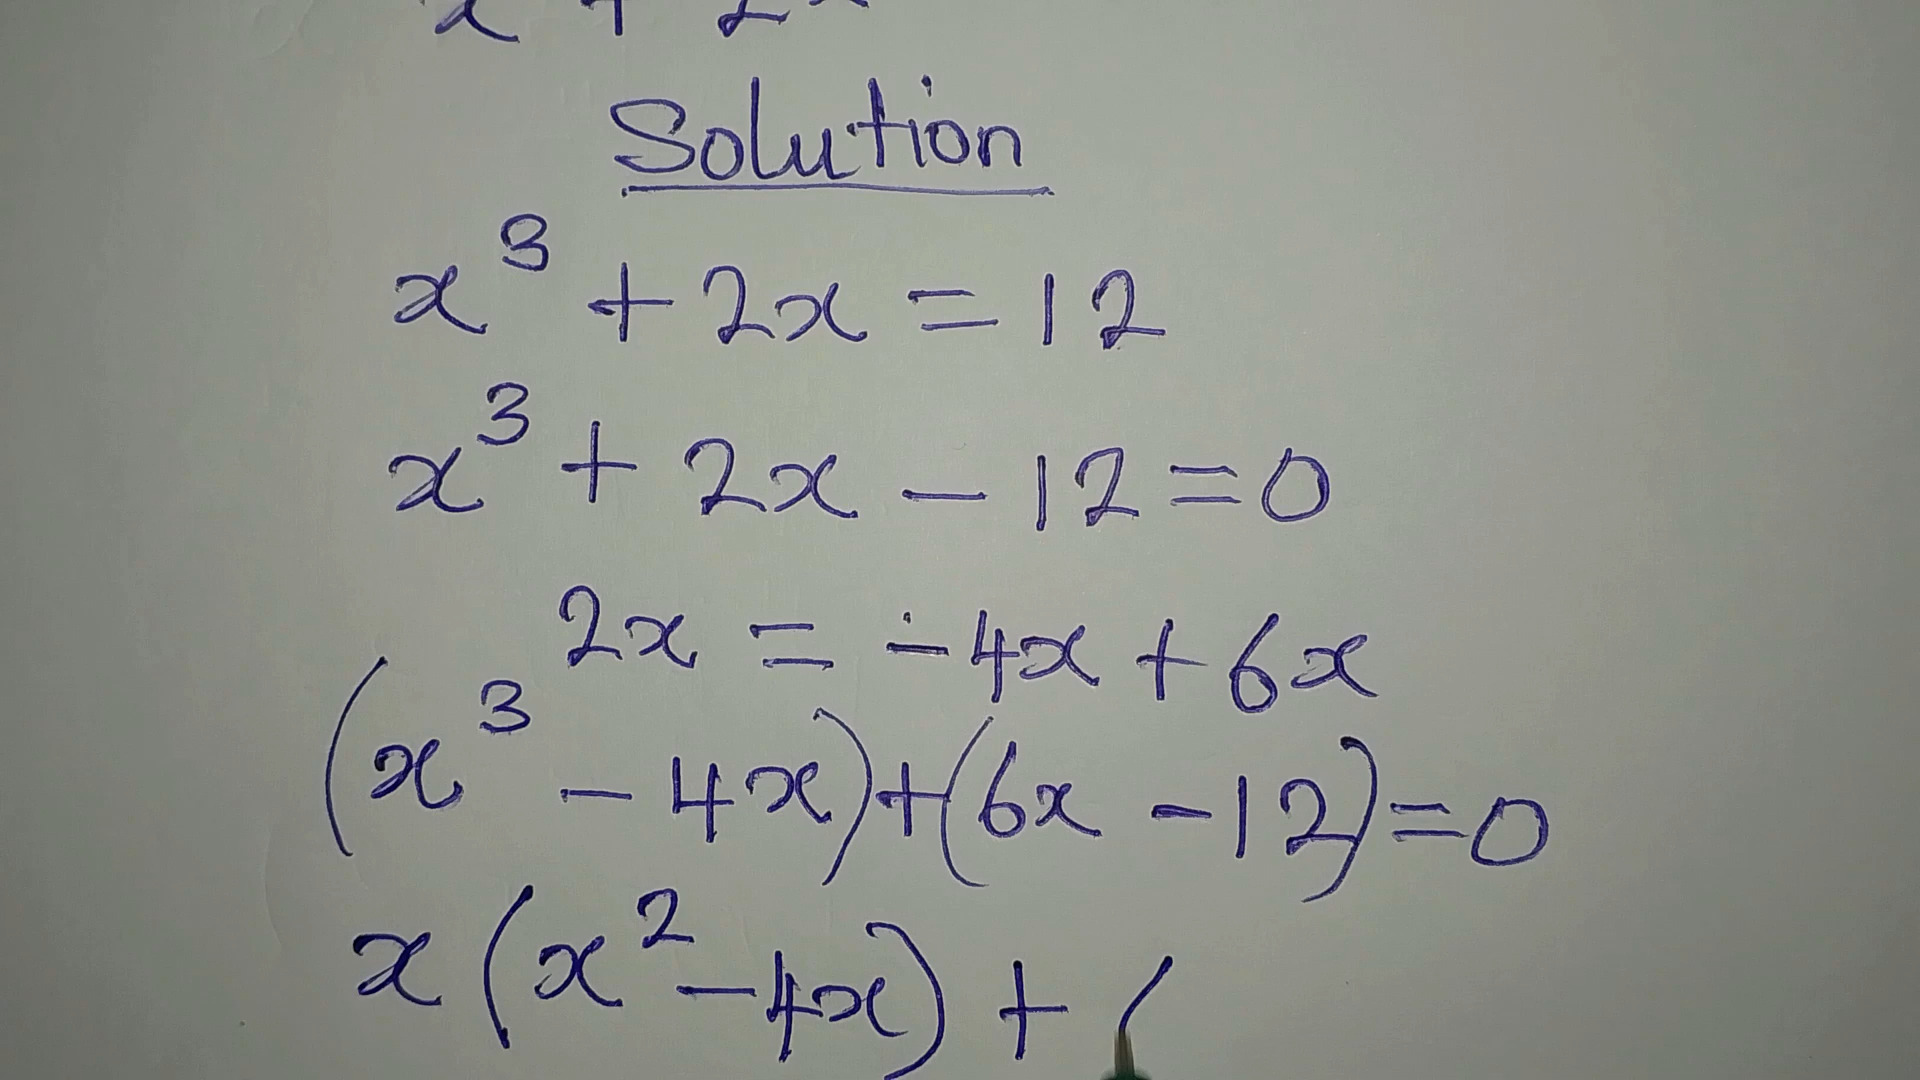 Solution
x³ + 2x = 12
x³ + 2x - 12 = 0
2x = -4x + 6x
(x³ - 4x) + (6x - 12) = 0
x(x² - 4x) + (